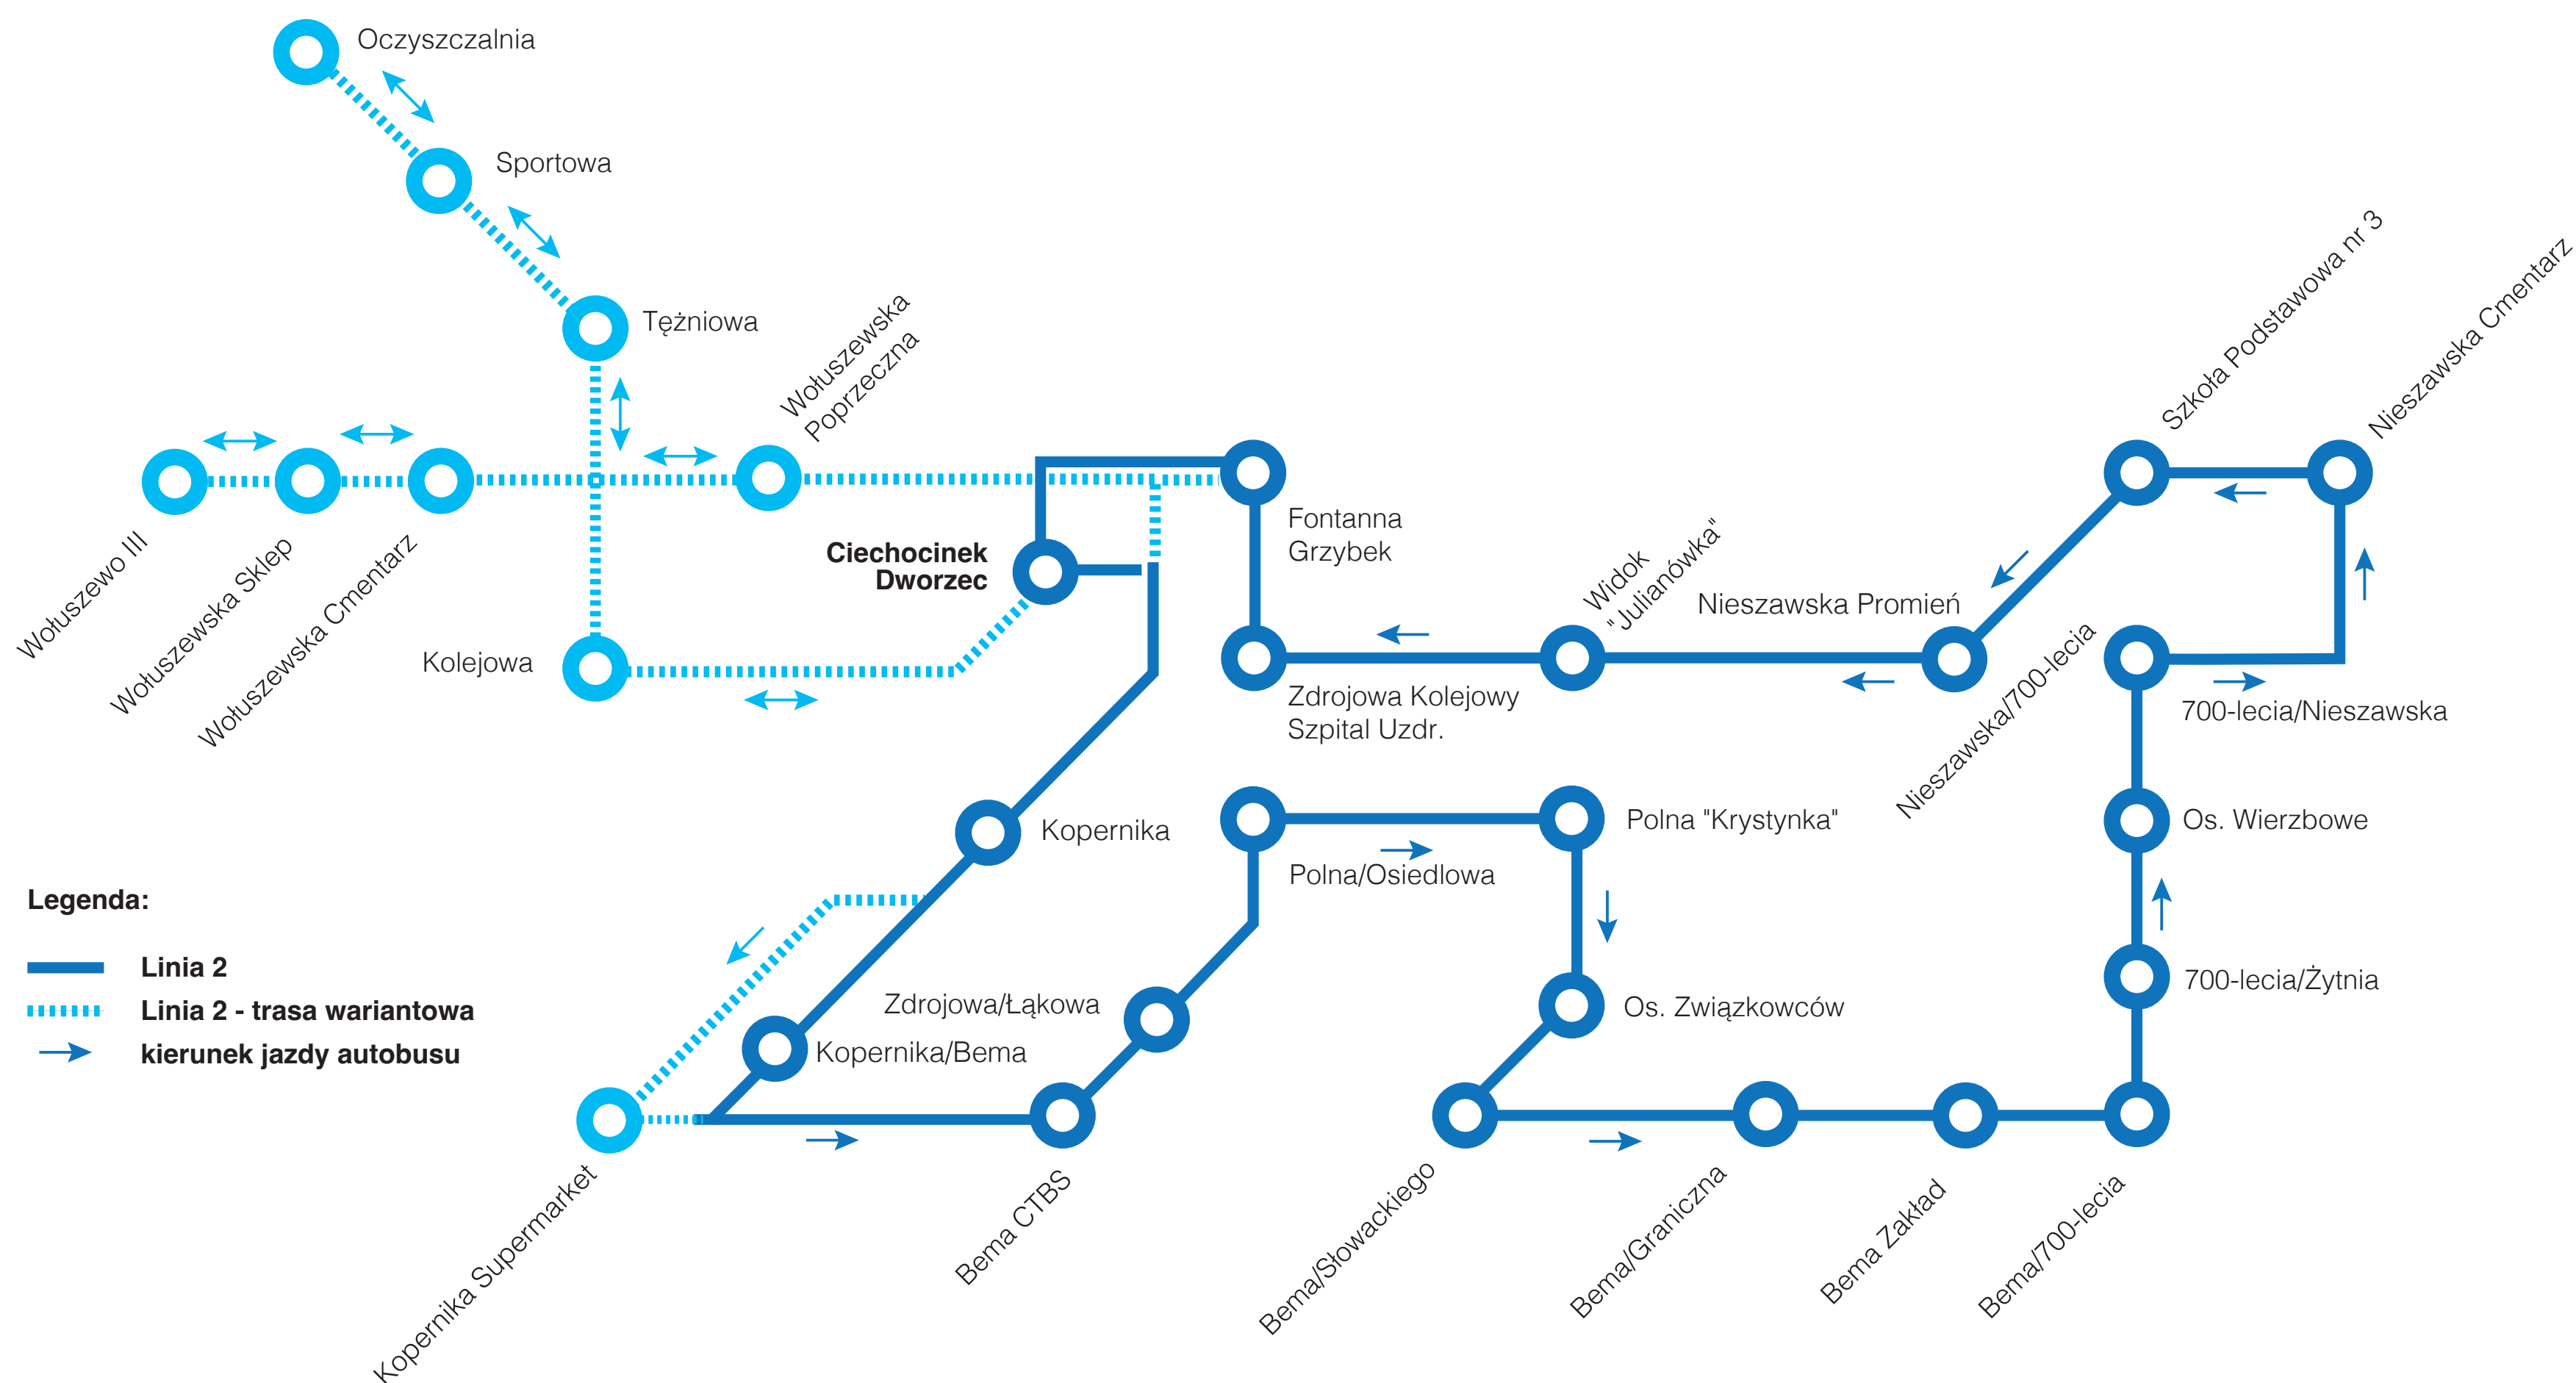 Oczyszczalnia
Sportowa
Tężniowa
Wołuszewska
Poprzeczna
Szkoła Podstawowa nr 3
Nieszawska Cmentarz
Wołuszewo III
Wołuszewska Sklep
Wołuszewska Cmentarz
Kolejowa
Ciechocinek
Dworzec
Fontanna
Grzybek
Widok
"Julianówka"
Nieszawska Promień
Nieszawska/700-lecia
Zdrojowa Kolejowy
Szpital Uzdr.
700-lecia/Nieszawska
Kopernika
Polna/Osiedlowa
Polna "Krystynka"
Os. Wierzbowe
Legenda:
Linia 2
Linia 2 - trasa wariantowa
kierunek jazdy autobusu
Zdrojowa/Łąkowa
Kopernika/Bema
Os. Związkowców
700-lecia/Żytnia
Kopernika Supermarket
Bema CTBS
Bema/Słowackiego
Bema/Graniczna
Bema Zakład
Bema/700-lecia